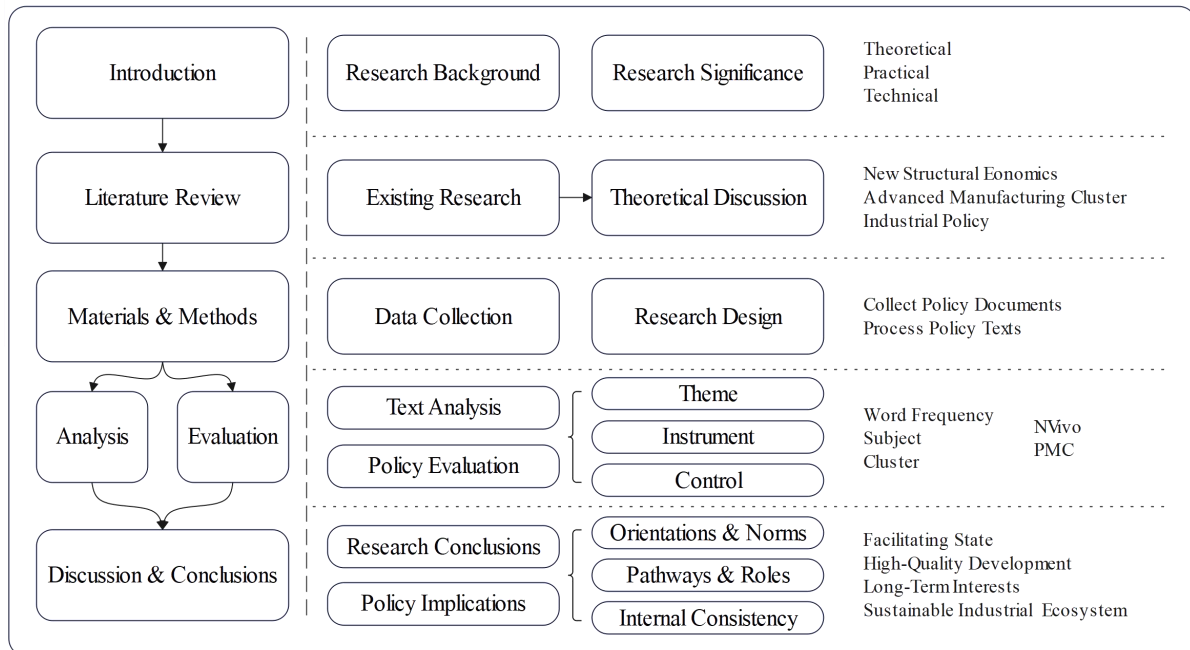 Introduction
Research Background
Research Significance
Theoretical
Practical
Technical
Literature Review
Existing Research
Theoretical Discussion
New Structural Enomics
Advanced Manufacturing Cluster
Industrial Policy
Materials & Methods
Data Collection
Research Design
Collect Policy Documents
Process Policy Texts
Analysis
Evaluation
Text Analysis
Policy Evaluation
Theme
Instrument
Control
Word Frequency
Subject
Cluster
NVivo
PMC
Discussion & Conclusions
Research Conclusions
Policy Implications
Orientations & Norms
Pathways & Roles
Internal Consistency
Facilitating State
High-Quality Development
Long-Term Interests
Sustainable Industrial Ecosystem